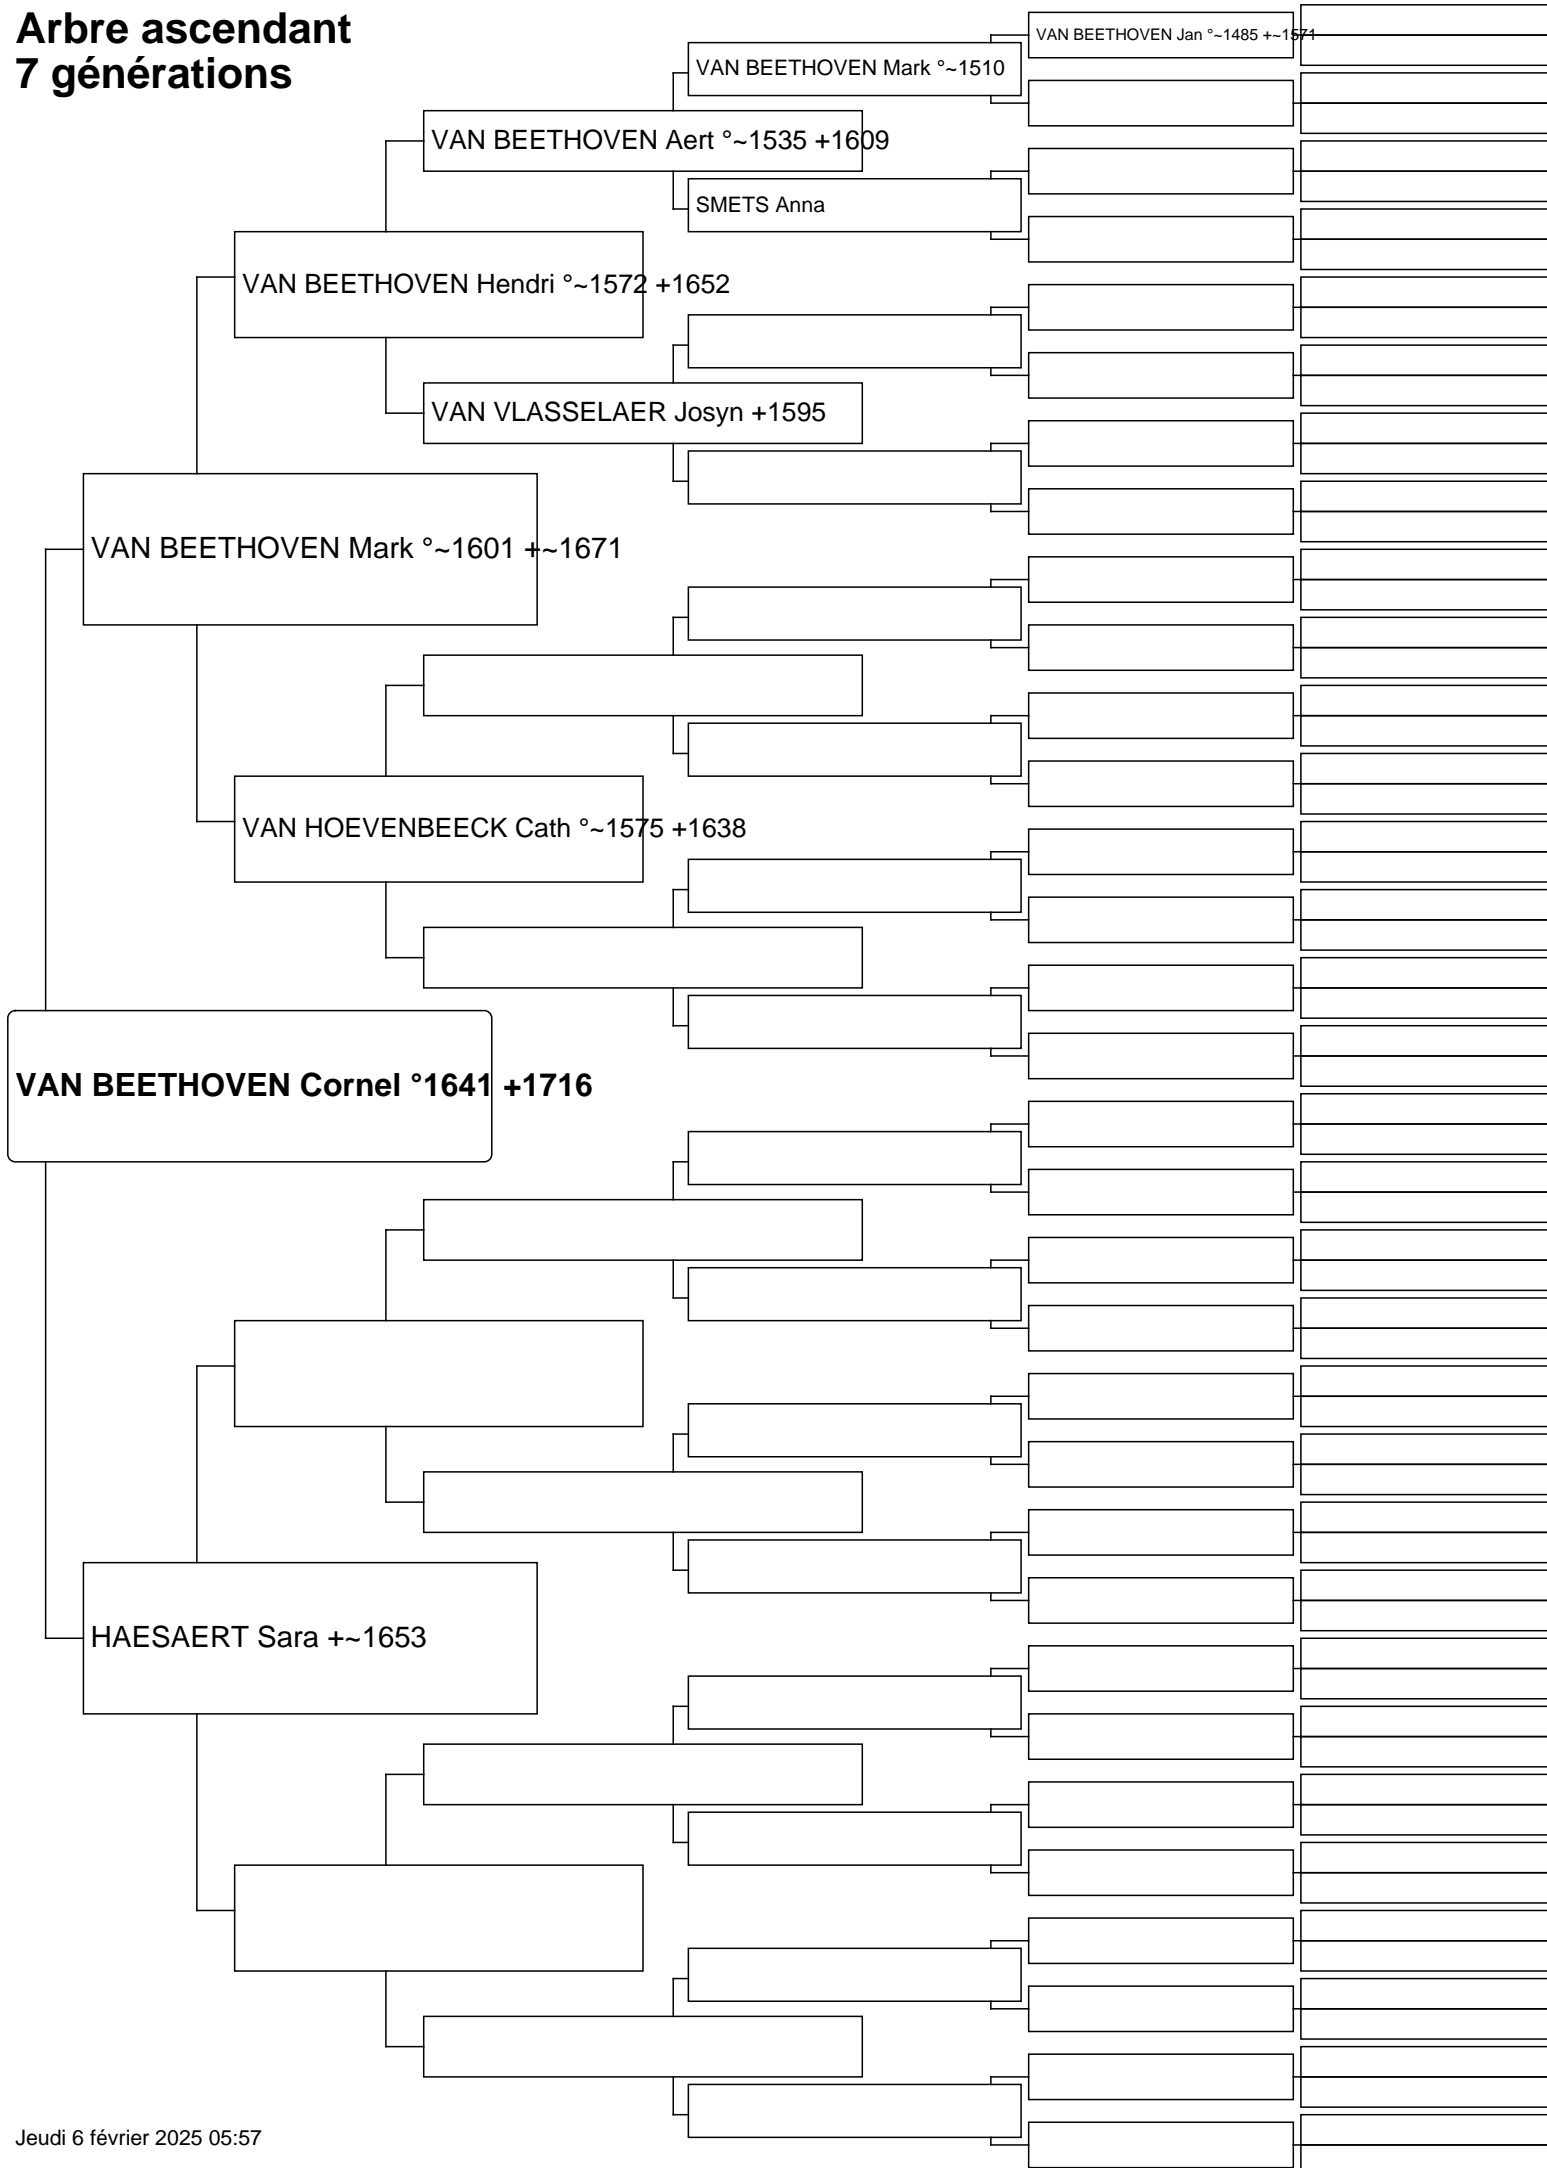 Arbre ascendant
7 générations
VAN BEETHOVEN Jan °~1485 +~1571
VAN BEETHOVEN Mark °~1510
VAN BEETHOVEN Aert °~1535 +1609
SMETS Anna
VAN BEETHOVEN Hendri °~1572 +1652
VAN VLASSELAER Josyn +1595
VAN BEETHOVEN Mark °~1601 +~1671
VAN HOEVENBEECK Cath °~1575 +1638
VAN BEETHOVEN Cornel °1641 +1716
HAESAERT Sara +~1653
Jeudi 6 février 2025 05:57